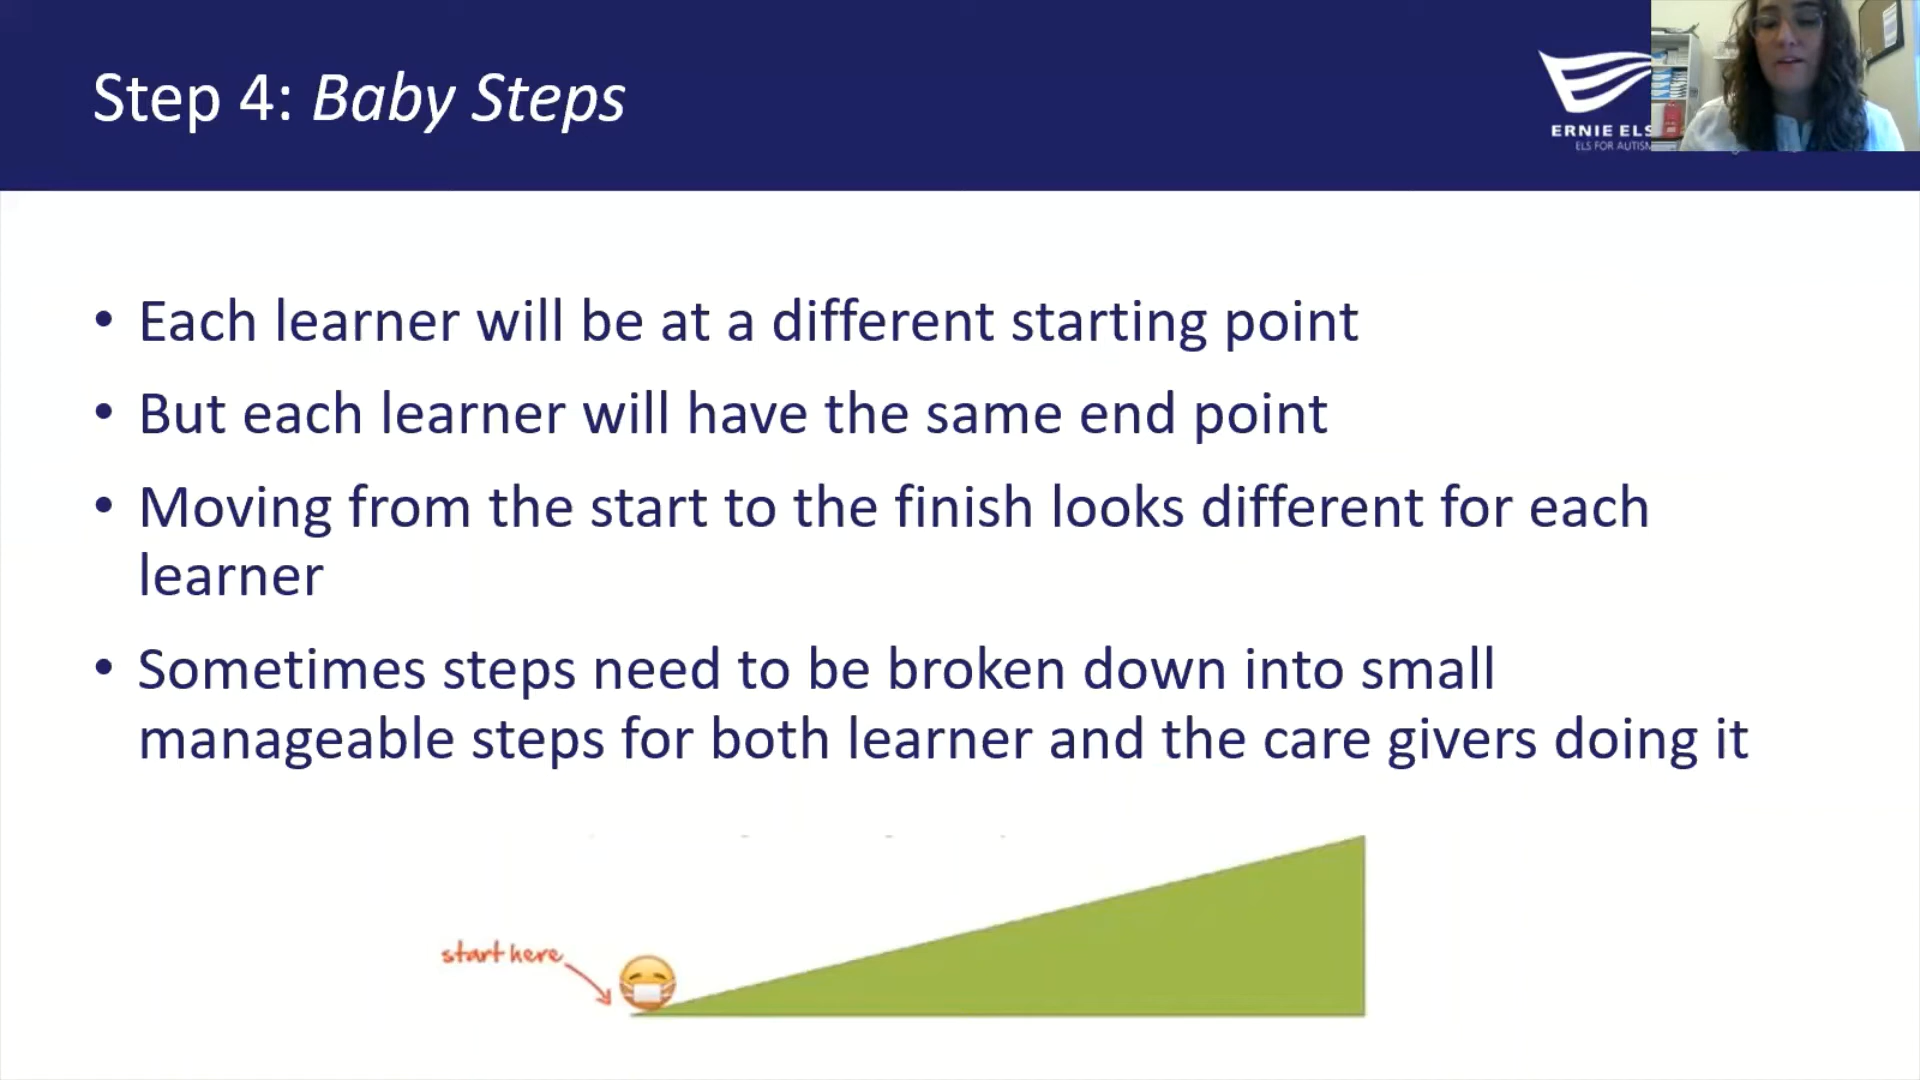 Step 4: Baby Steps
ERNIE ELS
ELS FOR AUTISM
• Each learner will be at a different starting point
• But each learner will have the same end point
• Moving from the start to the finish looks different for each
learner
• Sometimes steps need to be broken down into small
manageable steps for both learner and the care givers doing it
start here